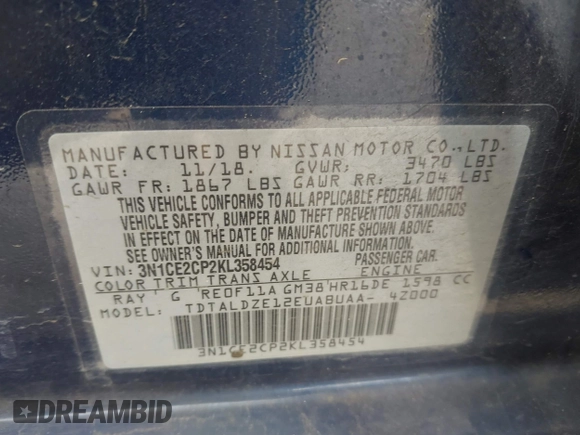 MANUFACTURED BY NISSAN MOTOR CO., LTD.
DATE: 11/18. GVWR: 3470 LBS
GAWR FR: 1867 LBS GAWR RR: 1704 LBS
THIS VEHICLE CONFORMS TO ALL APPLICABLE FEDERAL MOTOR
VEHICLE SAFETY, BUMPER AND THEFT PREVENTION STANDARDS
IN EFFECT ON THE DATE OF MANUFACTURE SHOWN ABOVE.
SEE OWNER'S MANUAL FOR ADDITIONAL INFORMATION.
VIN: 3N1CE2CP2KL358454 PASSENGER CAR.
COLOR TRIM TRANS AXLE ENGINE
RAY G RE0F11A GM38 HR16DE 1598 CC
TDTALDZE12EUABUAA- 4Z000
3N1CE2CP2KL358454
DREAMBID